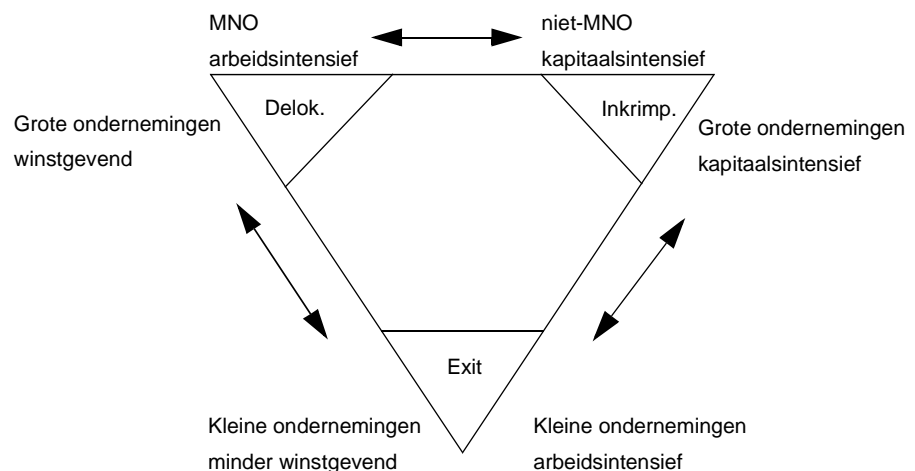 MNO
arbeidsintensief
niet-MNO
kapitaalsintensief
Delok.
Inkrimp.
Grote ondernemingen
winstgevend
Grote ondernemingen
kapitaalsintensief
Exit
Kleine ondernemingen
minder winstgevend
Kleine ondernemingen
arbeidsintensief